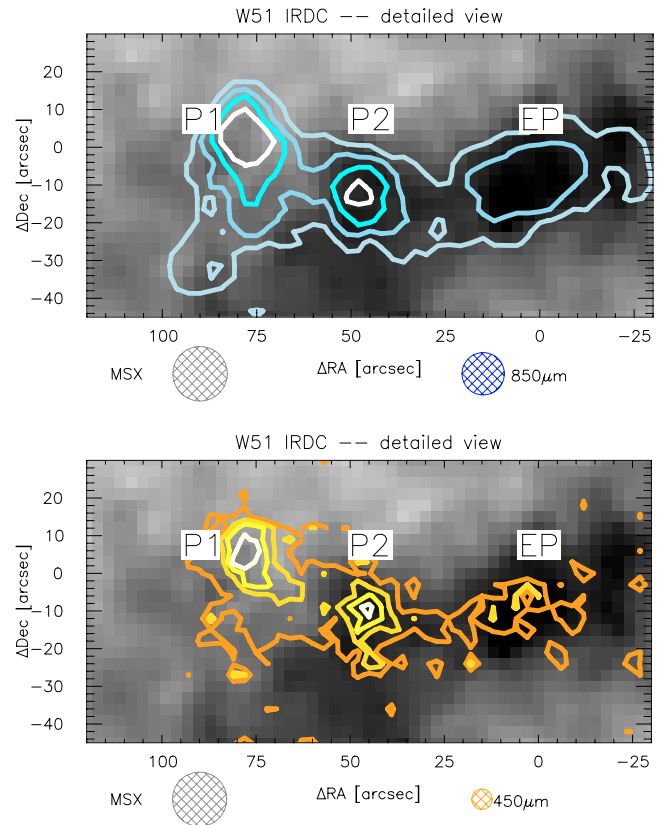 W51 IRDC -- detailed view
20
10
0
-10
-20
-30
-40
ΔDec [arcsec]
P1
P2
EP
100
75
50
25
0
-25
MSX
ΔRA [arcsec]
850μm
W51 IRDC -- detailed view
20
10
0
-10
-20
-30
-40
ΔDec [arcsec]
P1
P2
EP
100
75
50
25
0
-25
MSX
ΔRA [arcsec]
450μm